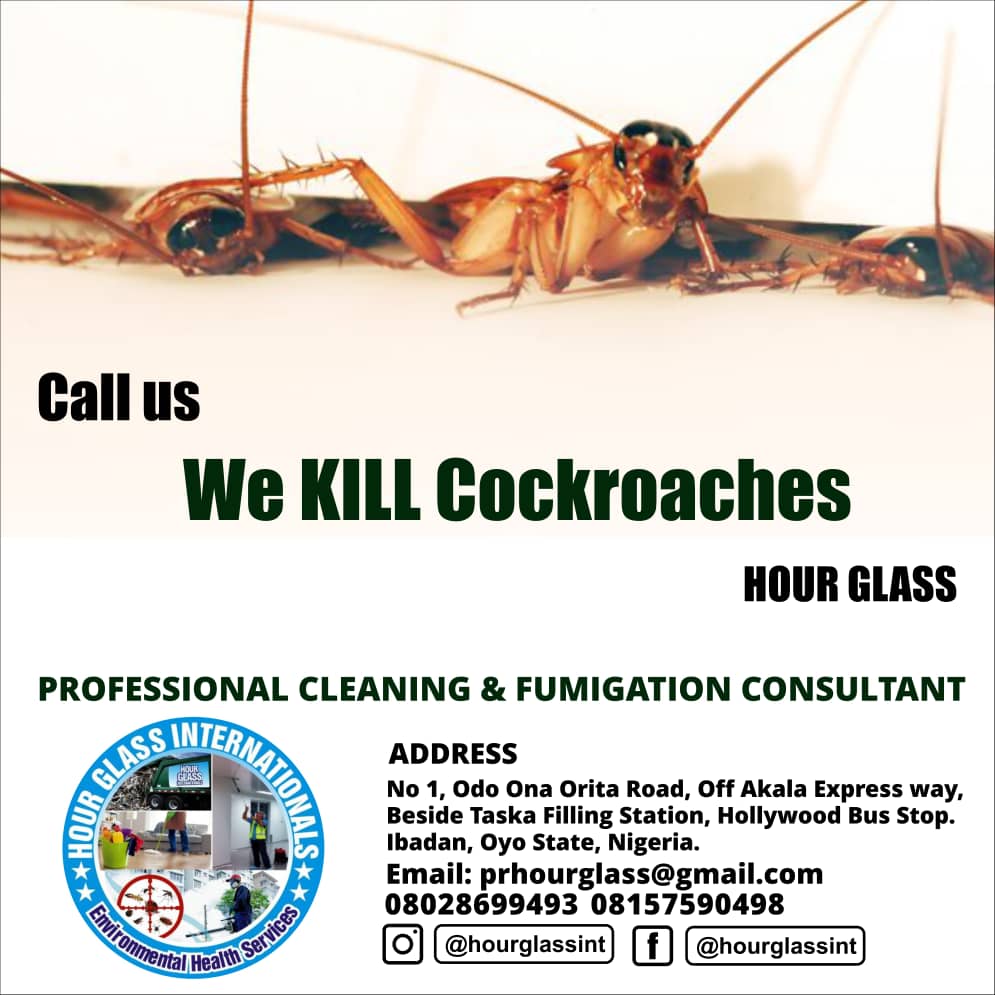 Call us
We KILL Cockroaches
HOUR GLASS
PROFESSIONAL CLEANING & FUMIGATION CONSULTANT
HOUR GLASS INTERNATIONALS
HOUR
GLASS
Environmental Health Services
ADDRESS
No 1, Odo Ona Orita Road, Off Akala Express way,
Beside Taska Filling Station, Hollywood Bus Stop.
Ibadan, Oyo State, Nigeria.
Email: prhourglass@gmail.com
08028699493 08157590498
@hourglassint
@hourglassint